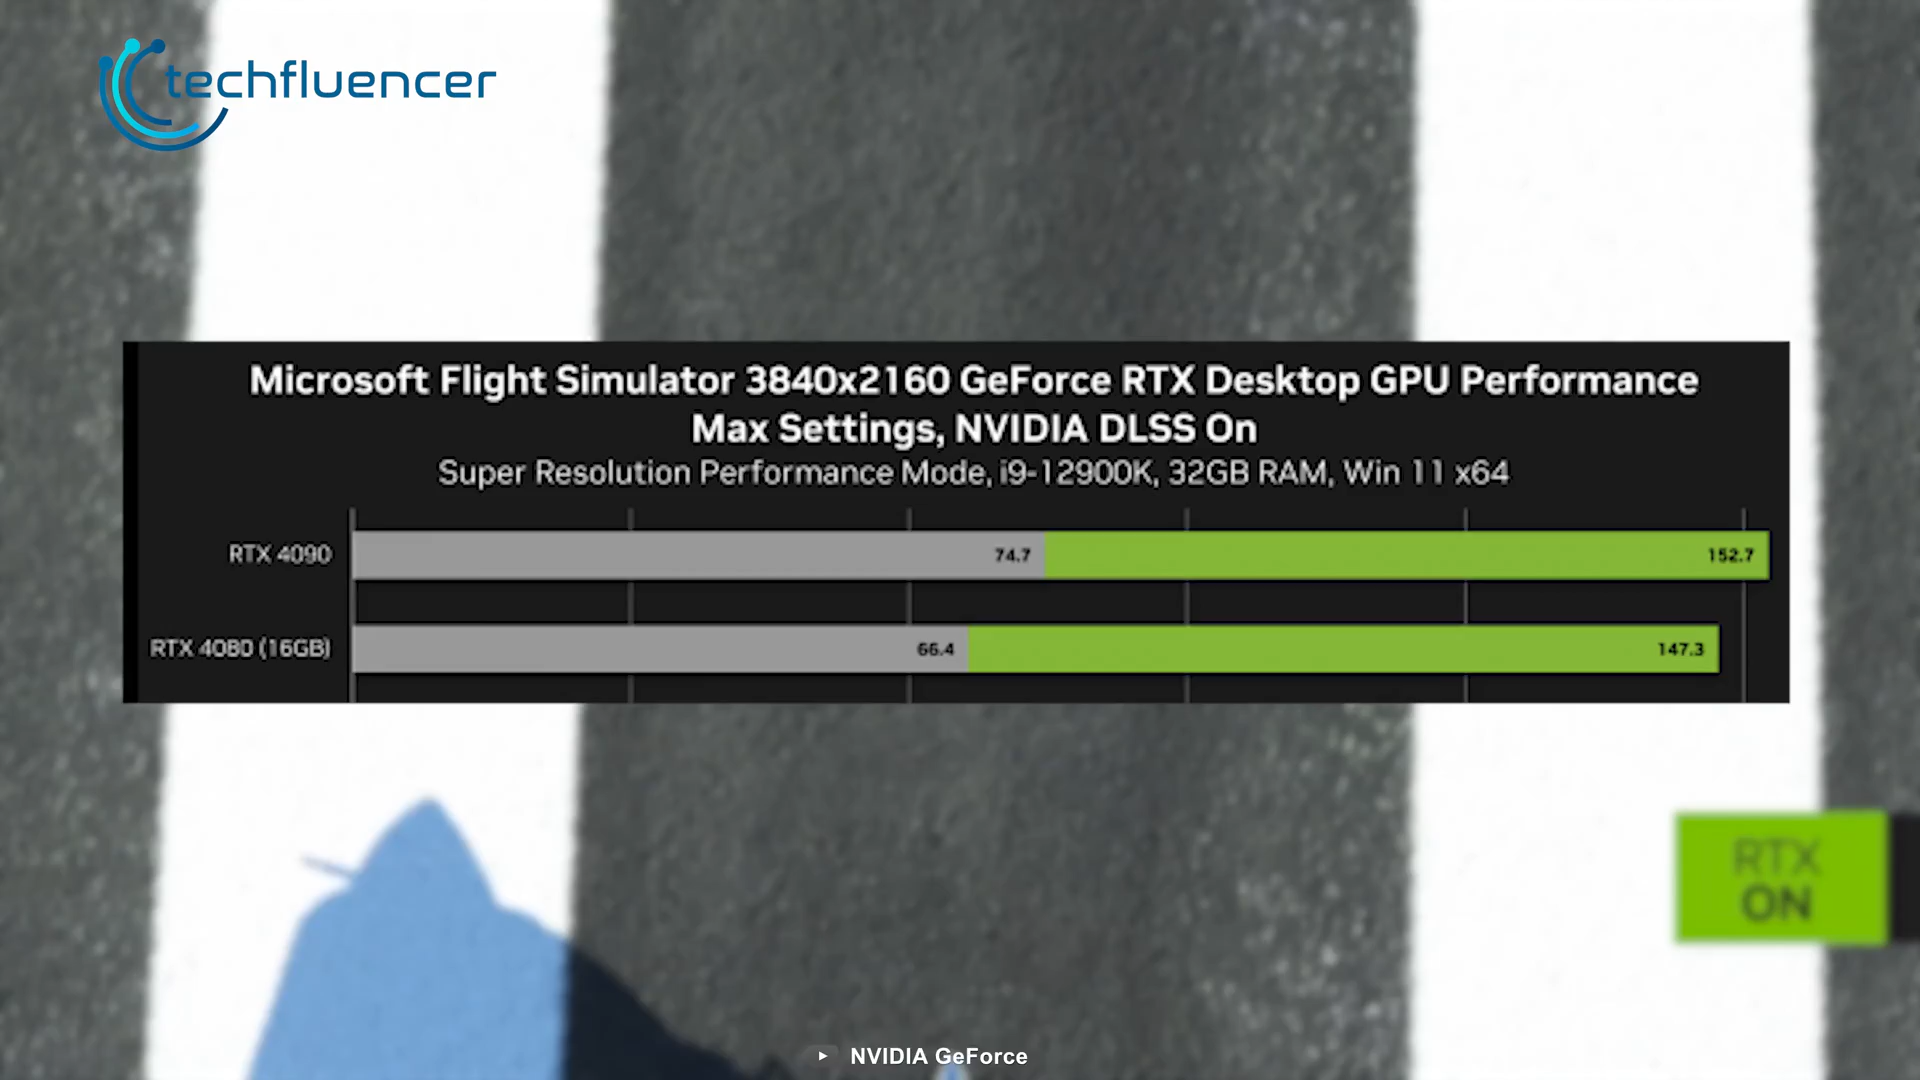 techfluencer
Microsoft Flight Simulator 3840x2160 GeForce RTX Desktop GPU Performance
Max Settings, NVIDIA DLSS On
Super Resolution Performance Mode, i9-12900K, 32GB RAM, Win 11 x64
RTX 4090
74.7
152.7
RTX 4080 (16GB)
66.4
147.3
RTX
ON
NVIDIA GeForce